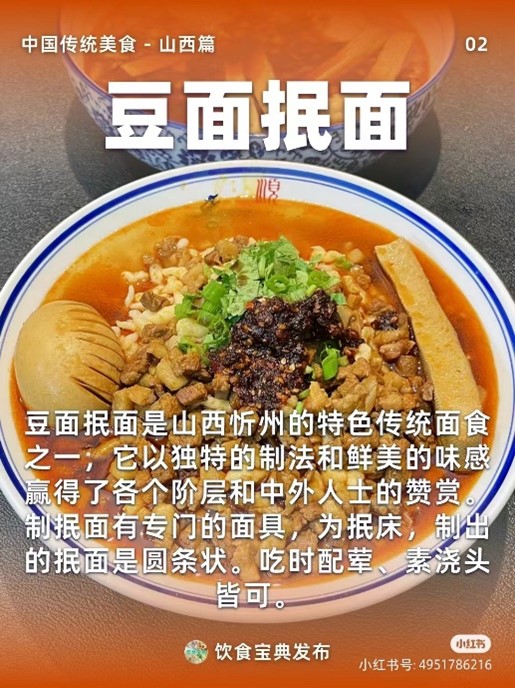 中国传统美食 - 山西篇
02
豆面抿面
豆面抿面是山西忻州的特色传统面食
之一，它以独特的制法和鲜美的味感
赢得了各个阶层和中外人士的赞赏。
制抿面有专门的面具，为抿床，制出
的抿面是圆条状。吃时配荤、素浇头
皆可。
饮食宝典发布
小红书
小红书号: 4951786216